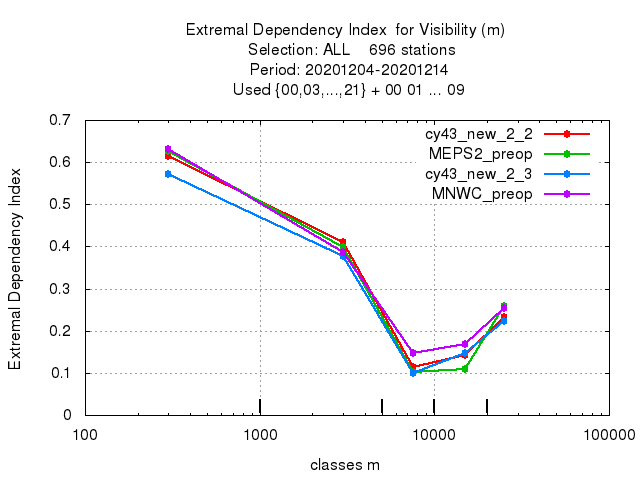 Extremal Dependency Index  for Visibility (m)
Selection: ALL    696 stations
Period: 20201204-20201214
Used {00,03,...,21} + 00 01 ... 09
0.7
0.6
0.5
0.4
0.3
0.2
0.1
0
Extremal Dependency Index
cy43_new_2_2
MEPS2_preop
cy43_new_2_3
MNWC_preop
100
1000
10000
100000
classes m